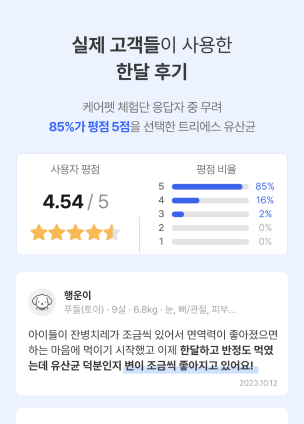 실제 고객들이 사용한
한달 후기
케어펫 체험단 응답자 중 무려
85%가 평점 5점을 선택한 트리에스 유산균
사용자 평점
4.54 / 5
평점 비율
5 85%
4 16%
3 2%
2 0%
1 0%
행운이
푸들(토이) · 9살 · 6.8kg · 눈, 뼈/관절, 피부...
아이들이 잔병치레가 조금씩 있어서 면역력이 좋아졌으면
하는 마음에 먹이기 시작했고 이제 한달하고 반정도 먹였
는데 유산균 덕분인지 변이 조금씩 좋아지고 있어요!
2023.10.12